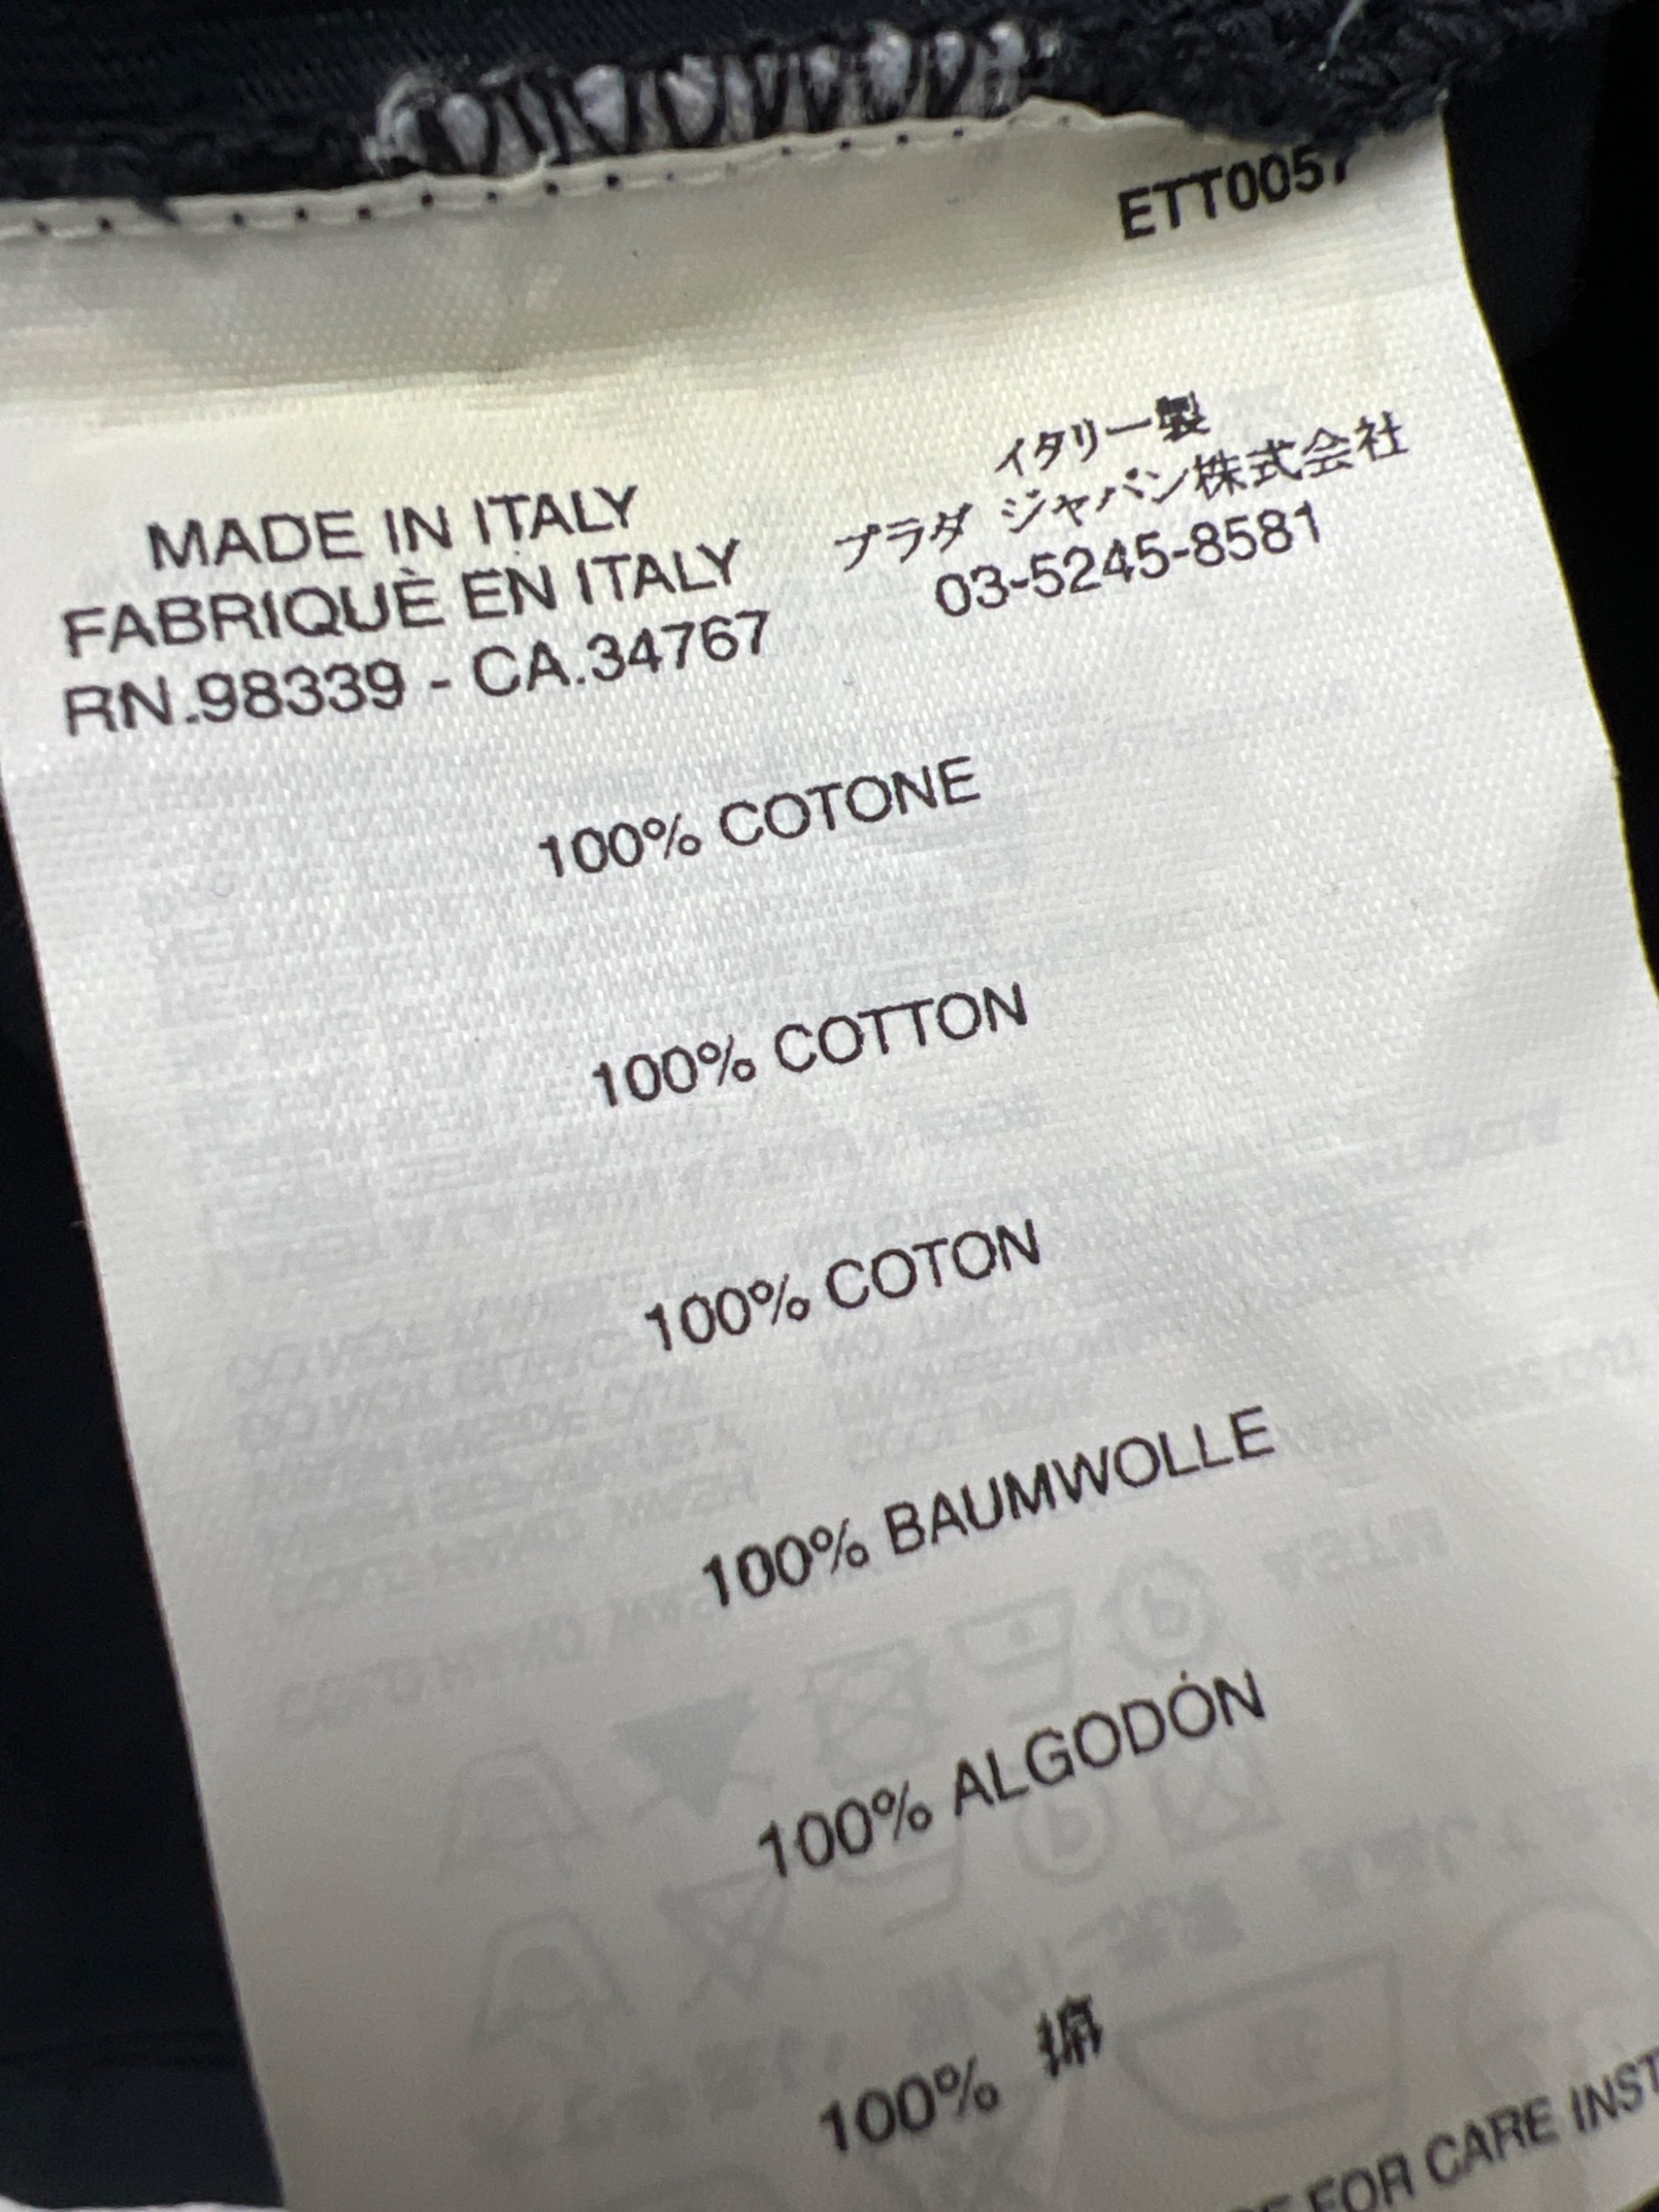 ETT0057
MADE IN ITALY
FABRIQUÈ EN ITALY
RN.98339 - CA.34767
イタリー製
プラダ ジャパン株式会社
03-5245-8581
100% COTONE
100% COTTON
100% COTON
100% BAUMWOLLE
100% ALGODÓN
100% 綿
FOR CARE